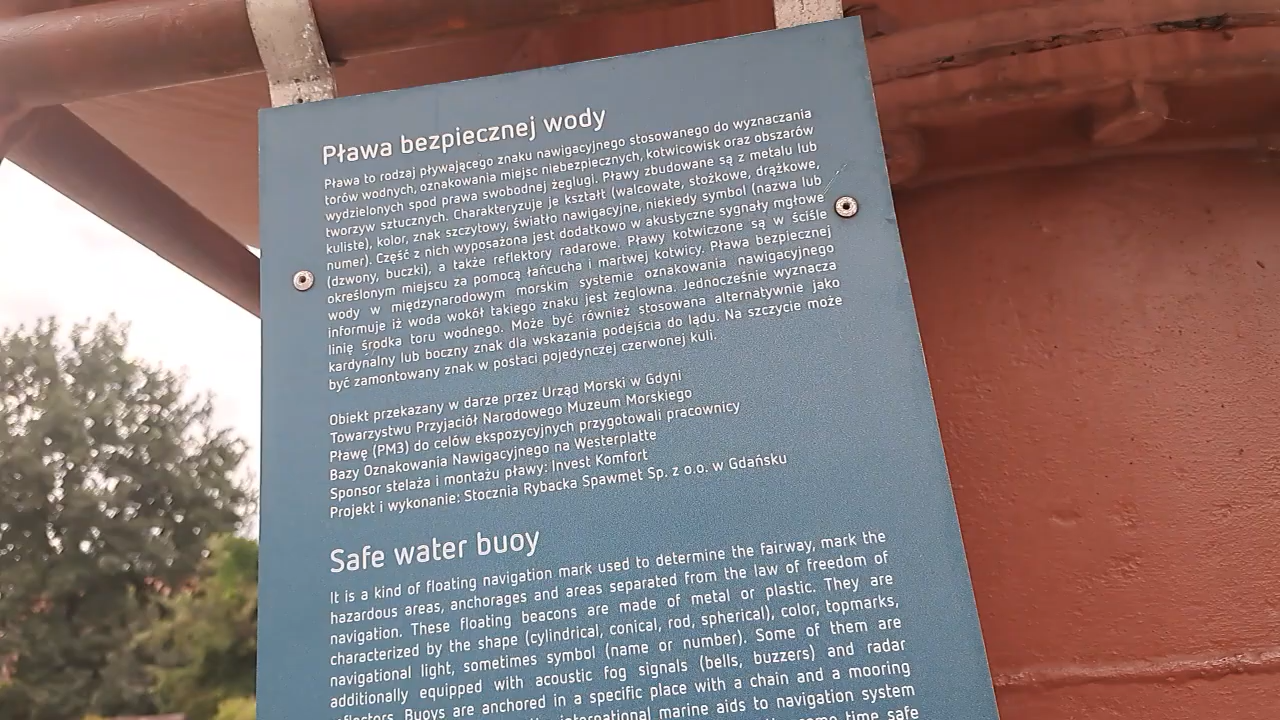 Pława bezpiecznej wody
Pława to rodzaj pływającego znaku nawigacyjnego stosowanego do wyznaczania
torów wodnych, oznakowania miejsc niebezpiecznych, kotwicowisk oraz obszarów
wydzielonych spod prawa swobodnej żeglugi. Pławy zbudowane są z metalu lub
tworzyw sztucznych. Charakteryzuje je kształt (walcowate, stożkowe, drążkowe,
kuliste), kolor, znak szczytowy, światło nawigacyjne, niekiedy symbol (nazwa lub
numer). Część z nich wyposażona jest dodatkowo w akustyczne sygnały mgłowe
(dzwony, buczki), a także reflektory radarowe. Pławy kotwiczone są w ściśle
określonym miejscu za pomocą łańcucha i martwej kotwicy. Pława bezpiecznej
wody w międzynarodowym morskim systemie oznakowania nawigacyjnego
informuje iż woda wokół takiego znaku jest żeglowna. Jednocześnie wyznacza
linię środka toru wodnego. Może być również stosowana alternatywnie jako
kardynalny lub boczny znak dla wskazania podejścia do lądu. Na szczycie może
być zamontowany znak w postaci pojedynczej czerwonej kuli.
Obiekt przekazany w darze przez Urząd Morski w Gdyni
Towarzystwu Przyjaciół Narodowego Muzeum Morskiego
Pławę (PM3) do celów ekspozycyjnych przygotowali pracownicy
Bazy Oznakowania Nawigacyjnego na Westerplatte
Sponsor stelaża i montażu pławy: Invest Komfort
Projekt i wykonanie: Stocznia Rybacka Spawmet Sp. z o.o. w Gdańsku
Safe water buoy
It is a kind of floating navigation mark used to determine the fairway, mark the
hazardous areas, anchorages and areas separated from the law of freedom of
navigation. These floating beacons are made of metal or plastic. They are
characterized by the shape (cylindrical, conical, rod, spherical), color, topmarks,
navigational light, sometimes symbol (name or number). Some of them are
additionally equipped with acoustic fog signals (bells, buzzers) and radar
reflectors. Buoys are anchored in a specific place with a chain and a mooring
international marine aids to navigation system
same time safe